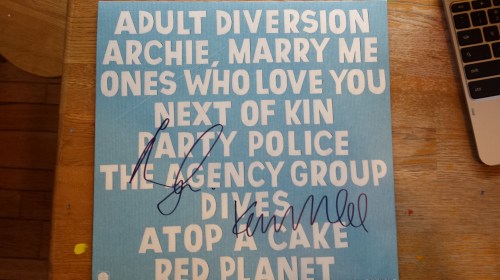 ADULT DIVERSION
ARCHIE, MARRY ME
ONES WHO LOVE YOU
NEXT OF KIN
PARTY POLICE
THE AGENCY GROUP
DIVES
ATOP A CAKE
RED PLANET